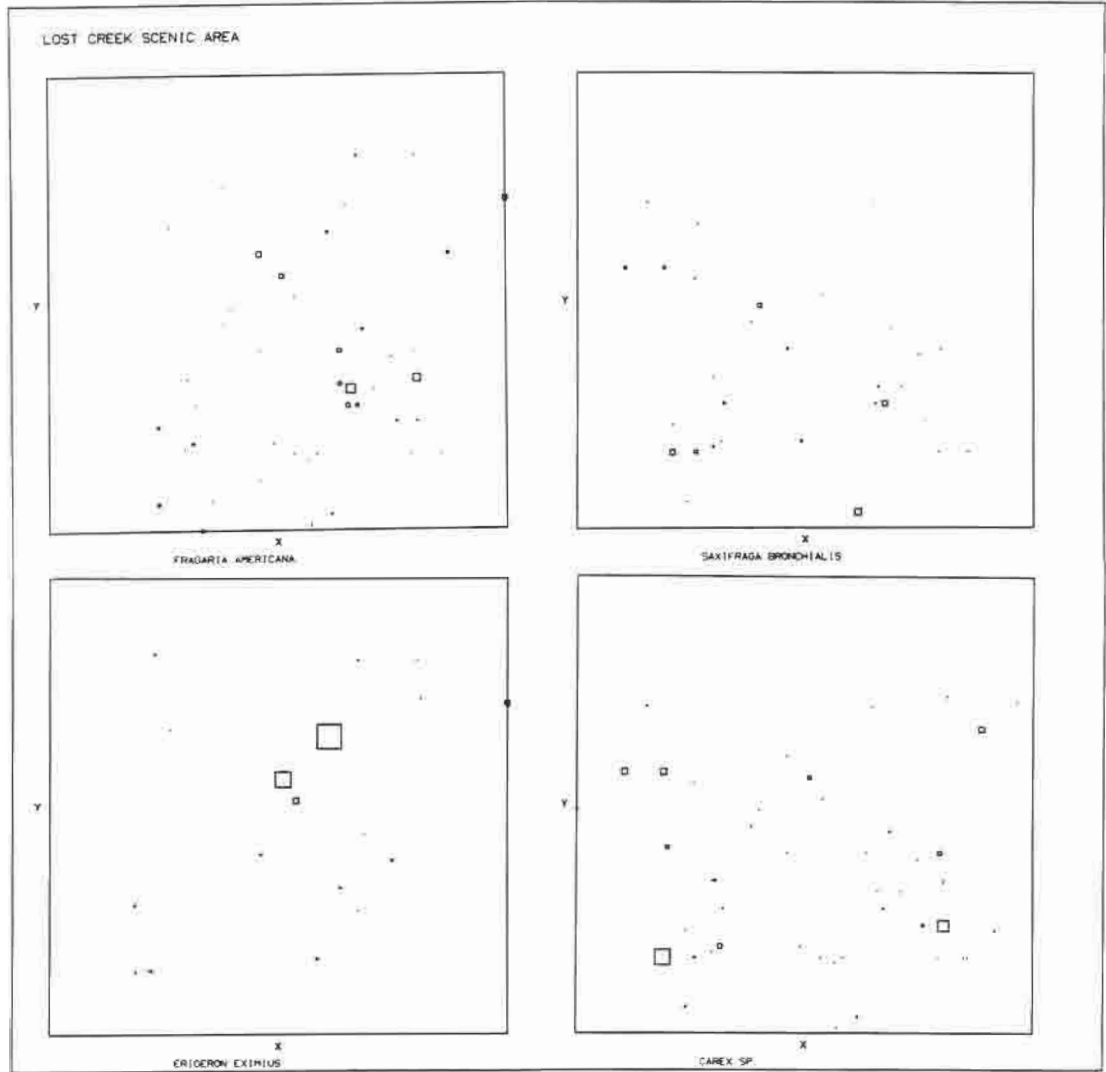 LOST CREEK SCENIC AREA
Y
X
FRAGARIA AMERICANA
Y
X
SAXIFRAGA BRONCHIALIS
Y
X
ERIGERON EXIMIUS
Y
X
CAREX SP.